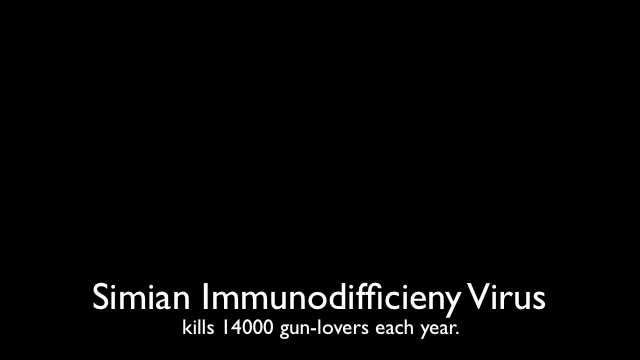 Simian Immunodifficieny Virus
kills 14000 gun-lovers each year.